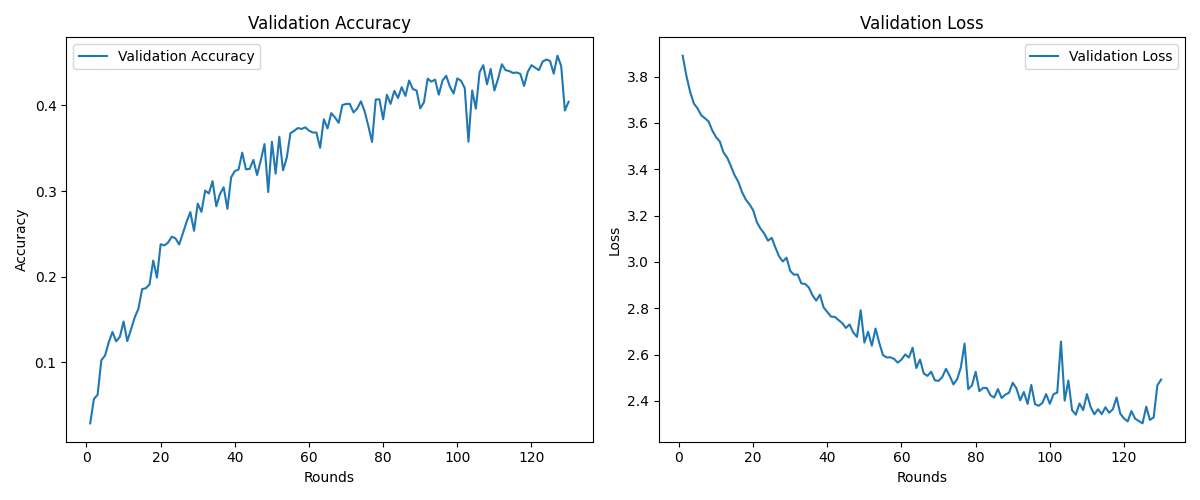 Validation Accuracy
Validation Accuracy
0.4
0.3
0.2
0.1
Accuracy
0 20 40 60 80 100 120
Rounds
Validation Loss
Validation Loss
3.8
3.6
3.4
3.2
3.0
2.8
2.6
2.4
Loss
0 20 40 60 80 100 120
Rounds